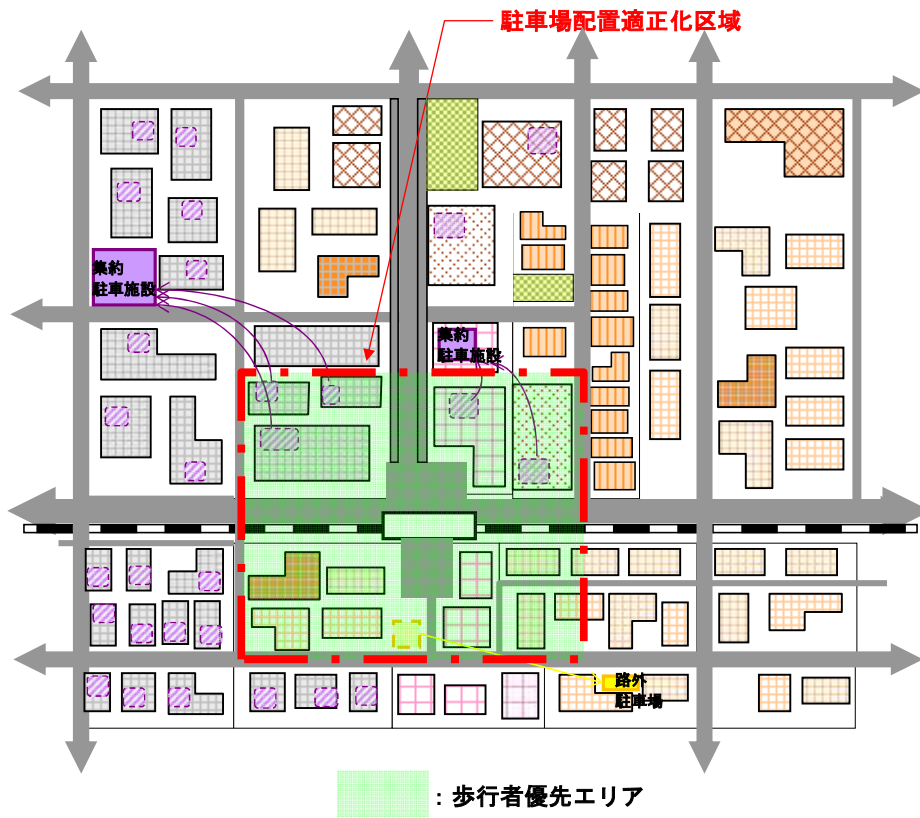 駐車場配置適正化区域
集約
駐車施設
集約
駐車施設
路外
駐車場
：歩行者優先エリア